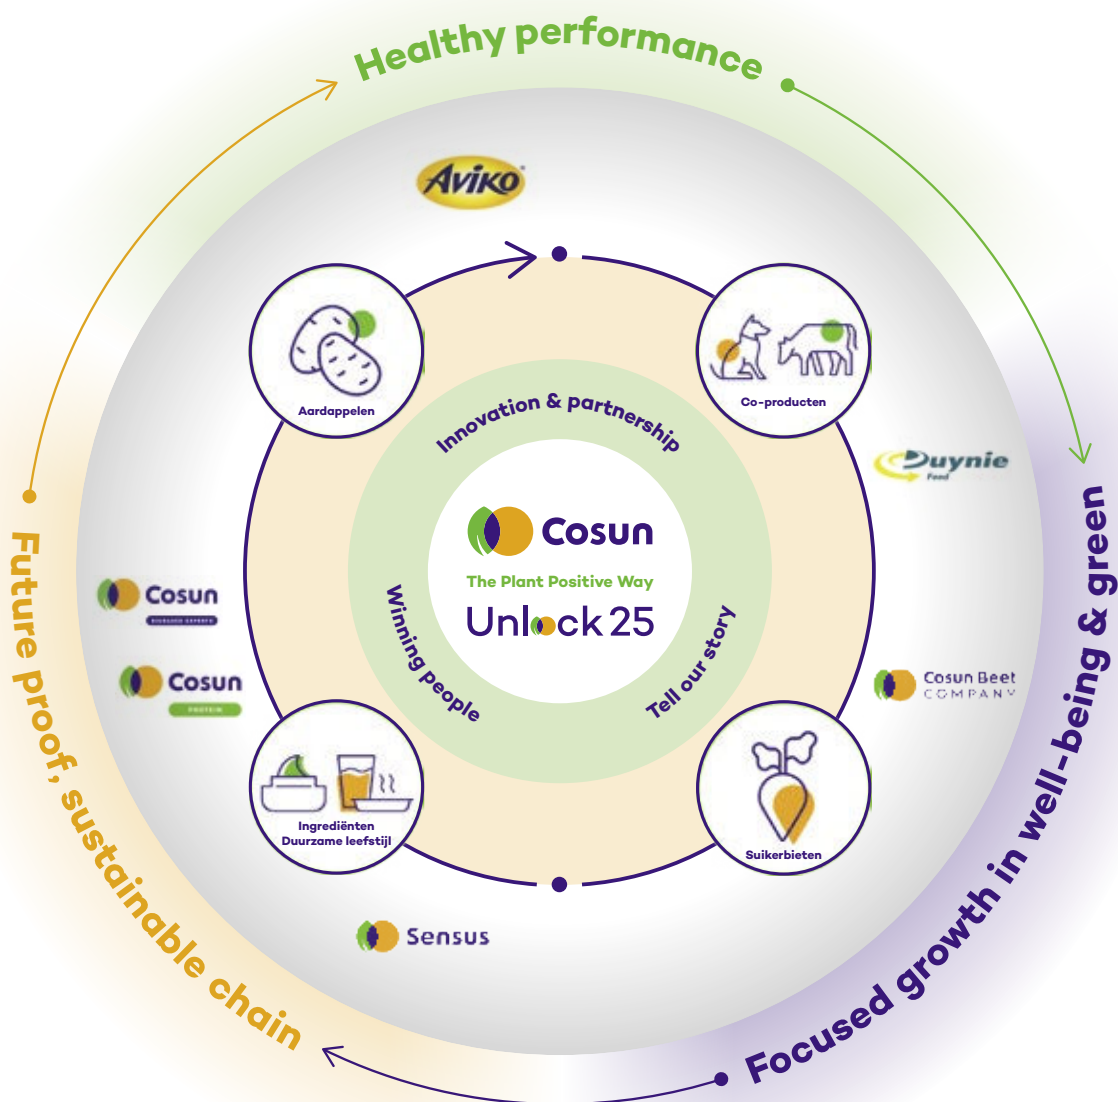 Healthy performance
Aviko
Aardappelen
Co-producten
Innovation & partnership
Duynie
Feed
Cosun
The Plant Positive Way
Unlock 25
Winning people
Tell our story
Cosun
Cosun
PROTEIN
Cosun Beet
COMPANY
Ingrediënten
Duurzame leefstijl
Suikerbieten
Sensus
Future proof, sustainable chain
Focused growth in well-being & green